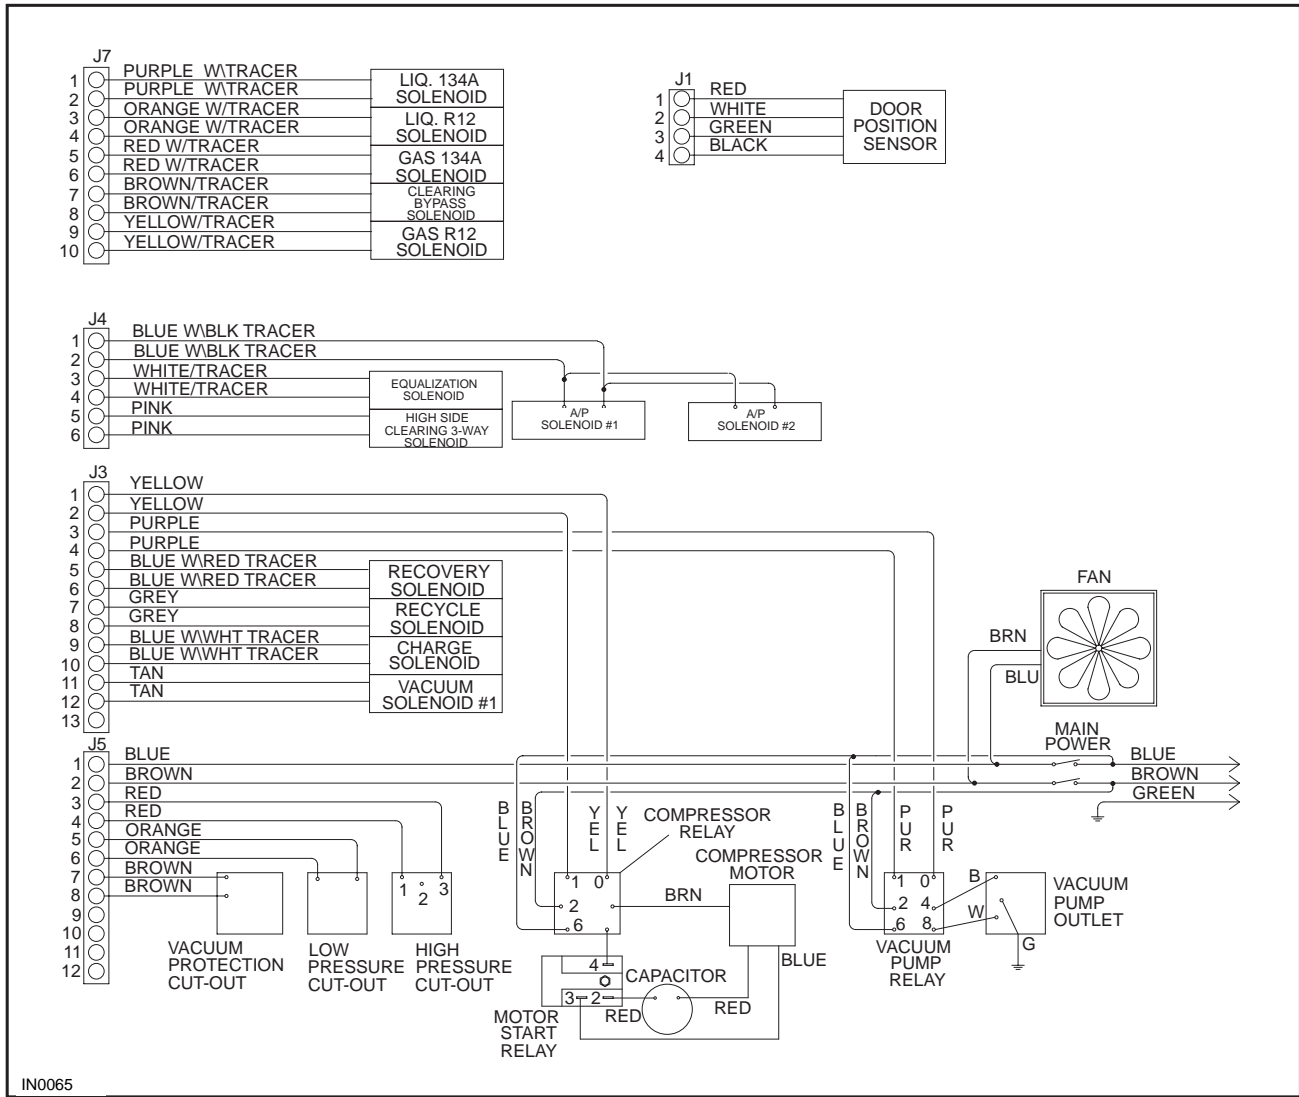 J7
1 PURPLE W\TRACER
2 PURPLE W\TRACER
3 ORANGE W/TRACER
4 ORANGE W/TRACER
5 RED W/TRACER
6 RED W/TRACER
7 BROWN/TRACER
8 BROWN/TRACER
9 YELLOW/TRACER
10 YELLOW/TRACER
LIQ. 134A
SOLENOID
LIQ. R12
SOLENOID
GAS 134A
SOLENOID
CLEARING
BYPASS
SOLENOID
GAS R12
SOLENOID
J1
1 RED
2 WHITE
3 GREEN
4 BLACK
DOOR
POSITION
SENSOR
J4
1 BLUE W\BLK TRACER
2 BLUE W\BLK TRACER
3 WHITE/TRACER
4 WHITE/TRACER
5 PINK
6 PINK
EQUALIZATION
SOLENOID
HIGH SIDE
CLEARING 3-WAY
SOLENOID
A/P
SOLENOID #1
A/P
SOLENOID #2
J3
1 YELLOW
2 YELLOW
3 PURPLE
4 PURPLE
5 BLUE W\RED TRACER
6 BLUE W\RED TRACER
7 GREY
8 GREY
9 BLUE W\WHT TRACER
10 BLUE W\WHT TRACER
11 TAN
12 TAN
13
RECOVERY
SOLENOID
RECYCLE
SOLENOID
CHARGE
SOLENOID
VACUUM
SOLENOID #1
FAN
BRN
BLU
MAIN
POWER
BLUE
BROWN
GREEN
J5
1 BLUE
2 BROWN
3 RED
4 RED
5 ORANGE
6 ORANGE
7 BROWN
8 BROWN
9
10
11
12
VACUUM
PROTECTION
CUT-OUT
LOW
PRESSURE
CUT-OUT
1 2 3
HIGH
PRESSURE
CUT-OUT
BLUE
BROWN
YEL
YEL
COMPRESSOR
RELAY
1 0
2
6
BRN
COMPRESSOR
MOTOR
BLUE
4
3 2
MOTOR
START
RELAY
CAPACITOR
RED
RED
BLUE
BROWN
PUR
PUR
1 0
2 4
6 8
VACUUM
PUMP
RELAY
B
W
G
VACUUM
PUMP
OUTLET
IN0065